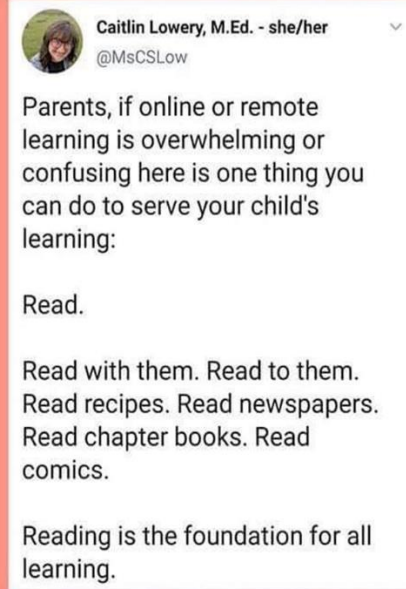 Caitlin Lowery, M.Ed. - she/her
@MsCSLow
Parents, if online or remote
learning is overwhelming or
confusing here is one thing you
can do to serve your child's
learning:
Read.
Read with them. Read to them.
Read recipes. Read newspapers.
Read chapter books. Read
comics.
Reading is the foundation for all
learning.